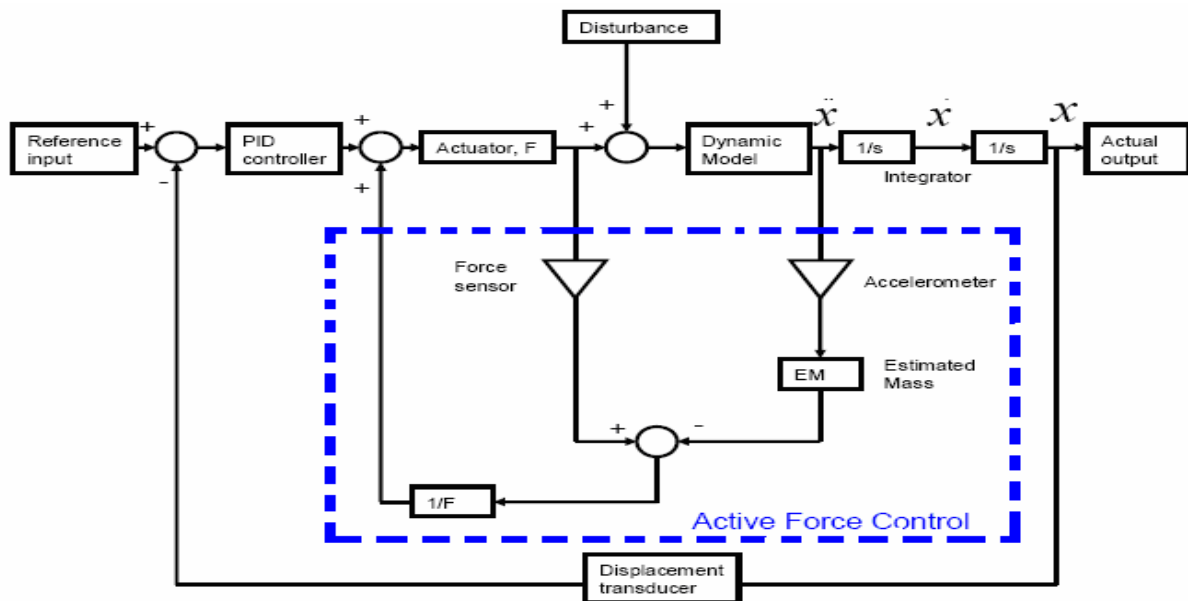 Disturbance
+
ẍ
ẋ
x
+
+
+
Reference
input
PID
controller
Actuator, F
Dynamic
Model
1/s
1/s
Actual
output
Integrator
-
+
Force
sensor
Accelerometer
EM
Estimated
Mass
+
-
1/F
Active Force Control
Displacement
transducer